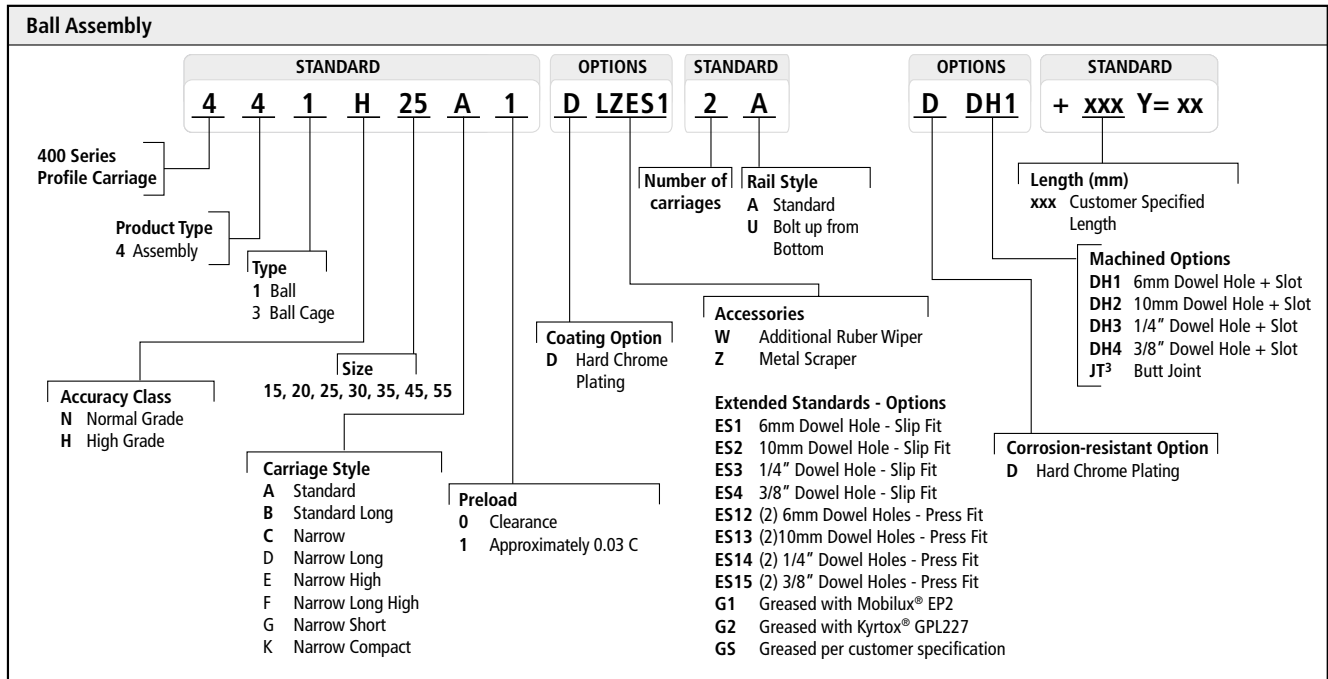 Ball Assembly
STANDARD OPTIONS STANDARD OPTIONS STANDARD
4 4 1 H 25 A 1 D LZES1 2 A D DH1 + xxx Y= xx
400 Series
Profile Carriage
Product Type
4 Assembly
Type
1 Ball
3 Ball Cage
Accuracy Class
N Normal Grade
H High Grade
Size
15, 20, 25, 30, 35, 45, 55
Carriage Style
A Standard
B Standard Long
C Narrow
D Narrow Long
E Narrow High
F Narrow Long High
G Narrow Short
K Narrow Compact
Preload
0 Clearance
1 Approximately 0.03 C
Coating Option
D Hard Chrome
Plating
Number of
carriages
Rail Style
A Standard
U Bolt up from
Bottom
Accessories
W Additional Ruber Wiper
Z Metal Scraper
Extended Standards - Options
ES1 6mm Dowel Hole - Slip Fit
ES2 10mm Dowel Hole - Slip Fit
ES3 1/4” Dowel Hole - Slip Fit
ES4 3/8” Dowel Hole - Slip Fit
ES12 (2) 6mm Dowel Holes - Press Fit
ES13 (2)10mm Dowel Holes - Press Fit
ES14 (2) 1/4” Dowel Holes - Press Fit
ES15 (2) 3/8” Dowel Holes - Press Fit
G1 Greased with Mobilux® EP2
G2 Greased with Kyrtox® GPL227
GS Greased per customer specification
Length (mm)
xxx Customer Specified
Length
Machined Options
DH1 6mm Dowel Hole + Slot
DH2 10mm Dowel Hole + Slot
DH3 1/4” Dowel Hole + Slot
DH4 3/8” Dowel Hole + Slot
JT³ Butt Joint
Corrosion-resistant Option
D Hard Chrome Plating